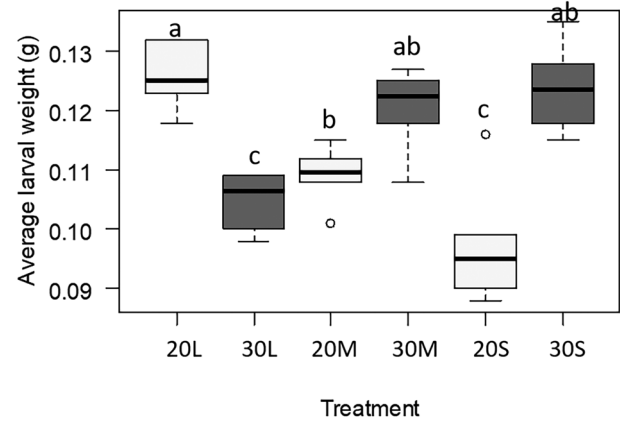 Average larval weight (g)
0.13
0.12
0.11
0.10
0.09
a
c
b
ab
c
ab
20L 30L 20M 30M 20S 30S
Treatment